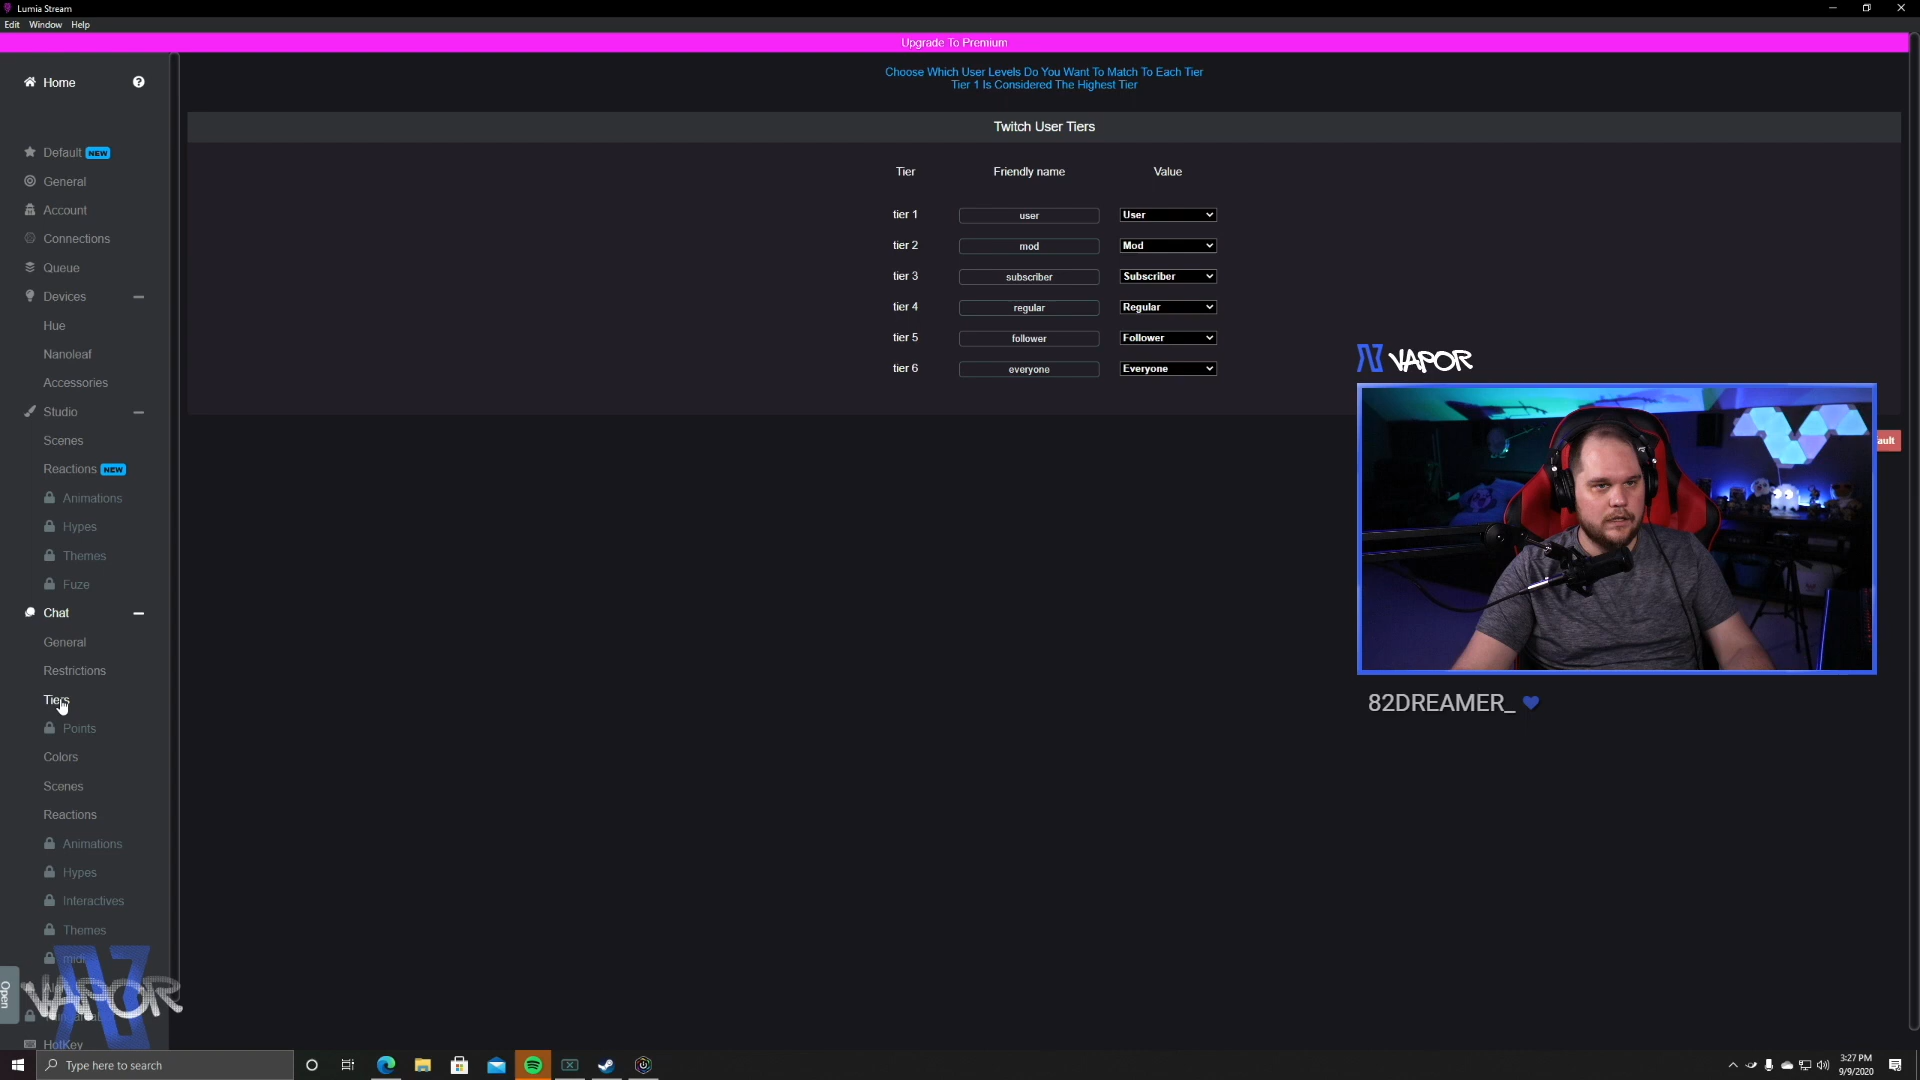 Lumia Stream
Edit Window Help
Upgrade To Premium
Home
Choose Which User Levels Do You Want To Match To Each Tier
Tier 1 Is Considered The Highest Tier
Twitch User Tiers
Tier Friendly name Value
tier 1 user User
tier 2 mod Mod
tier 3 subscriber Subscriber
tier 4 regular Regular
tier 5 follower Follower
tier 6 everyone Everyone
Default NEW
General
Account
Connections
Queue
Devices
Hue
Nanoleaf
Accessories
Studio
Scenes
Reactions NEW
Animations
Hypes
Themes
Fuze
Chat
General
Restrictions
Tiers
Points
Colors
Scenes
Reactions
Animations
Hypes
Interactives
Themes
midi
HotKey
Open
VAPOR
VAPOR
82DREAMER_
Type here to search
3:27 PM
9/9/2020